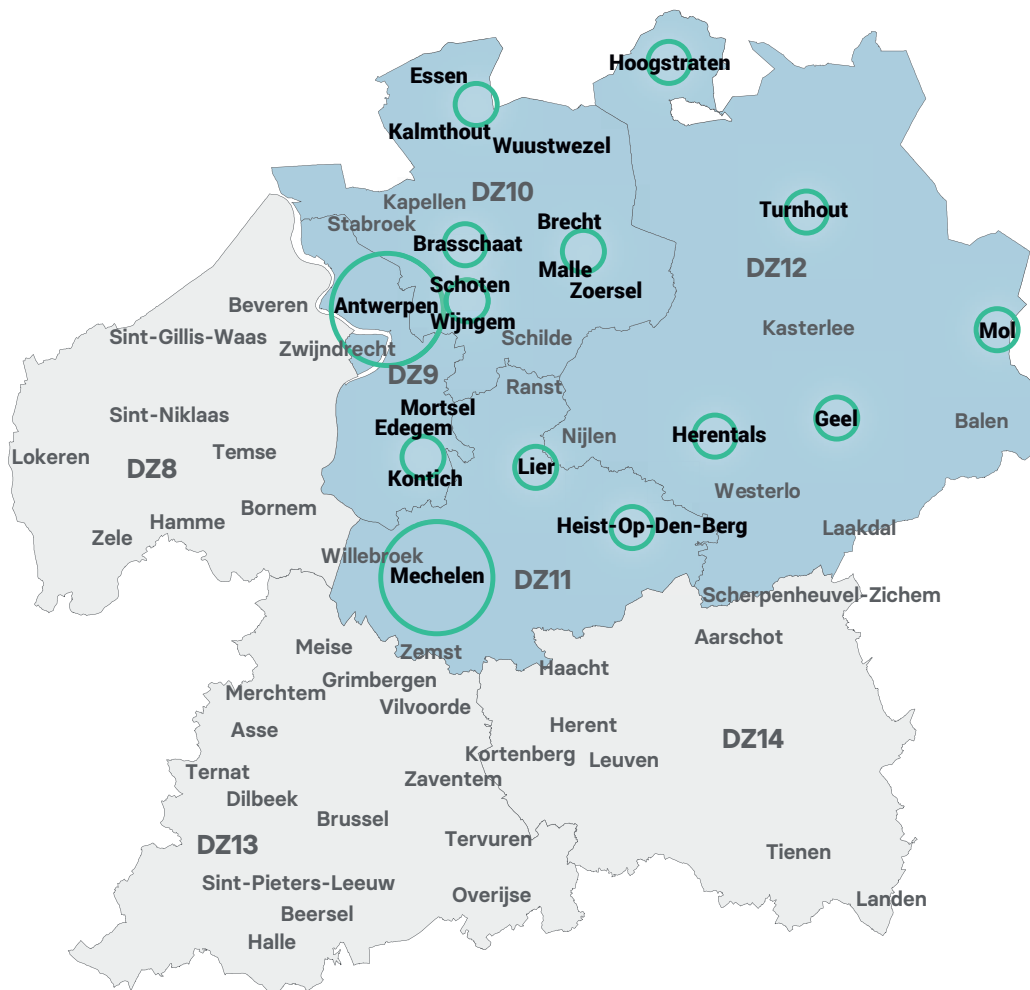 Hoogstraten
Essen
Kalmthout
Wuustwezel
DZ10
Kapellen
Stabroek
Turnhout
Brecht
Brasschaat
Malle
DZ12
Schoten
Zoersel
Beveren
Antwerpen
Wijngem
Kasterlee
Mol
Sint-Gillis-Waas
Schilde
Zwijndrecht
DZ9
Ranst
Mortsel
Sint-Niklaas
Edegem
Geel
Balen
Herentals
Nijlen
Temse
Lokeren
DZ8
Lier
Kontich
Westerlo
Bornem
Hamme
Heist-Op-Den-Berg
Laakdal
Zele
Willebroek
Mechelen
DZ11
Scherpenheuvel-Zichem
Aarschot
Meise
Zemst
Haacht
Grimbergen
Merchtem
Vilvoorde
Herent
Asse
DZ14
Kortenberg
Leuven
Ternat
Zaventem
Dilbeek
Brussel
Tervuren
DZ13
Tienen
Sint-Pieters-Leeuw
Overijse
Landen
Beersel
Halle